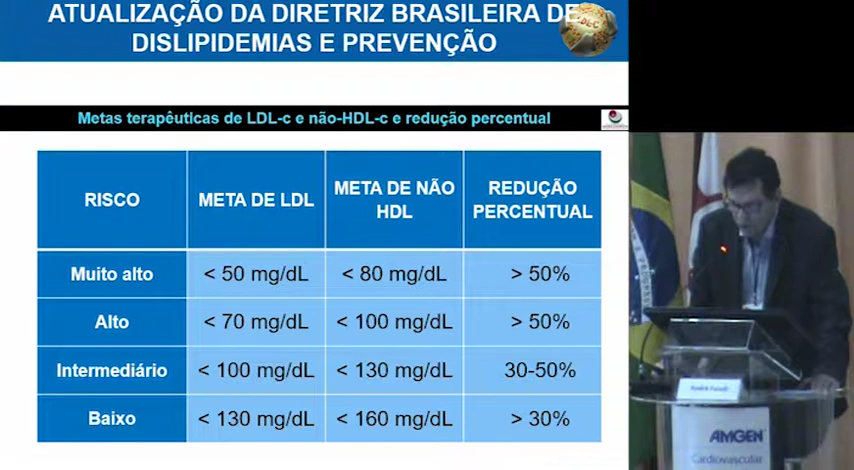 ATUALIZAÇÃO DA DIRETRIZ BRASILEIRA DE
DISLIPIDEMIAS E PREVENÇÃO
Metas terapêuticas de LDL-c e não-HDL-c e redução percentual
RISCO META DE LDL META DE NÃO HDL REDUÇÃO PERCENTUAL
Muito alto < 50 mg/dL < 80 mg/dL > 50%
Alto < 70 mg/dL < 100 mg/dL > 50%
Intermediário < 100 mg/dL < 130 mg/dL 30-50%
Baixo < 130 mg/dL < 160 mg/dL > 30%
AMGEN
Cardiovascular